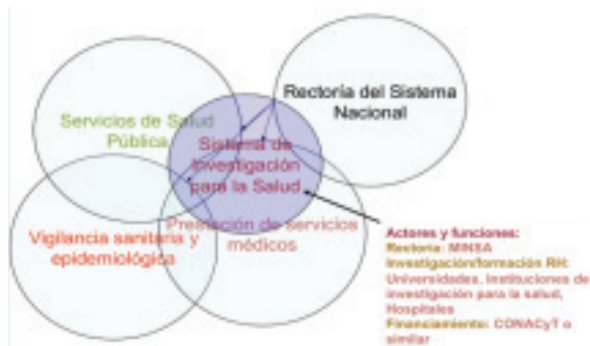 Rectoría del Sistema
Nacional
Servicios de Salud
Pública
Sistema de
Investigación
para la Salud
Prestación de servicios
médicos
Vigilancia sanitaria y
epidemiológica
Actores y funciones:
Rectoría: MINSA
Investigación/formación RH:
Universidades, Instituciones de
investigación para la salud,
Hospitales
Financiamiento: CONACyT o
similar